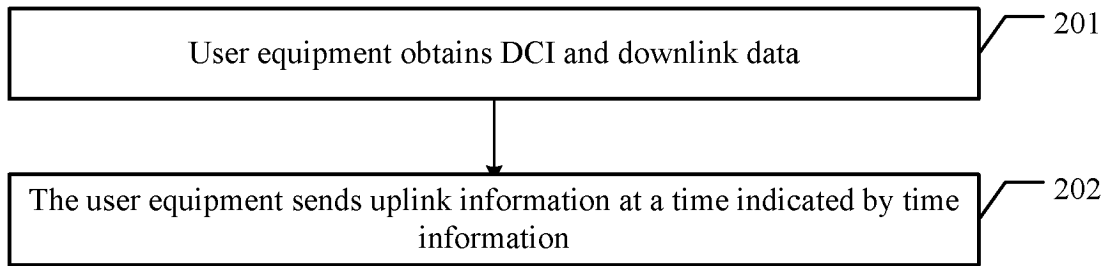 User equipment obtains DCI and downlink data
201
The user equipment sends uplink information at a time indicated by time
information
202